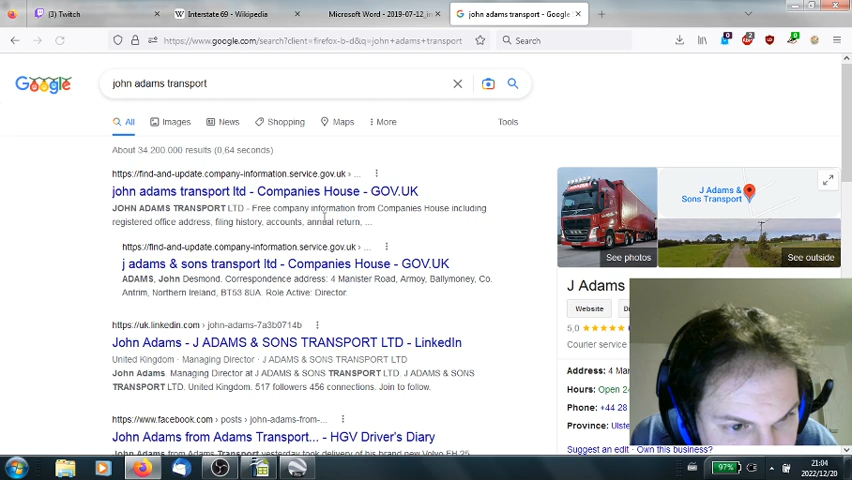 (3) Twitch
Interstate 69 - Wikipedia
Microsoft Word - 2019-07-12_in
john adams transport - Google
https://www.google.com/search?client=firefox-b-d&q=john+adams+transport
Search
Google
john adams transport
All
Images
News
Shopping
Maps
More
Tools
About 34.200.000 results (0,64 seconds)
https://find-and-update.company-information.service.gov.uk › ...
john adams transport ltd - Companies House - GOV.UK
JOHN ADAMS TRANSPORT LTD - Free company information from Companies House including
registered office address, filing history, accounts, annual return, ...
https://find-and-update.company-information.service.gov.uk › ...
j adams & sons transport ltd - Companies House - GOV.UK
ADAMS, John Desmond. Correspondence address: 4 Manister Road, Armoy, Ballymoney, Co.
Antrim, Northern Ireland, BT53 8UA. Role Active: Director.
https://uk.linkedin.com › john-adams-7a3b0714b
John Adams - J ADAMS & SONS TRANSPORT LTD - LinkedIn
United Kingdom · Managing Director · J ADAMS & SONS TRANSPORT LTD
John Adams. Managing Director at J ADAMS & SONS TRANSPORT LTD. J ADAMS & SONS
TRANSPORT LTD. United Kingdom. 517 followers 456 connections. Join to follow.
https://www.facebook.com › posts › john-adams-from-...
John Adams from Adams Transport... - HGV Driver's Diary
J Adams &
Sons Transport
See photos
See outside
J Adams
Website
5,0
Courier service
Address: 4 Man
Hours: Open 24
Phone: +44 28
Province: Ulste
Suggest an edit · Own this business?
97%
21:04
2022/12/20